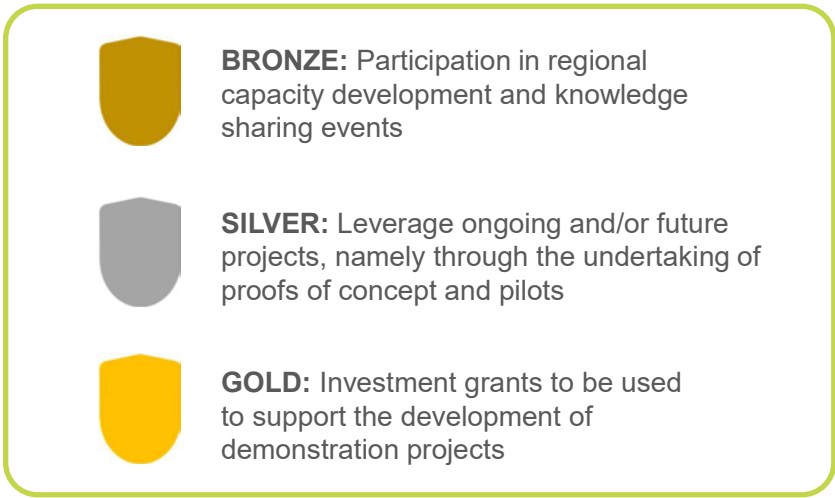 BRONZE: Participation in regional
capacity development and knowledge
sharing events
SILVER: Leverage ongoing and/or future
projects, namely through the undertaking of
proofs of concept and pilots
GOLD: Investment grants to be used
to support the development of
demonstration projects